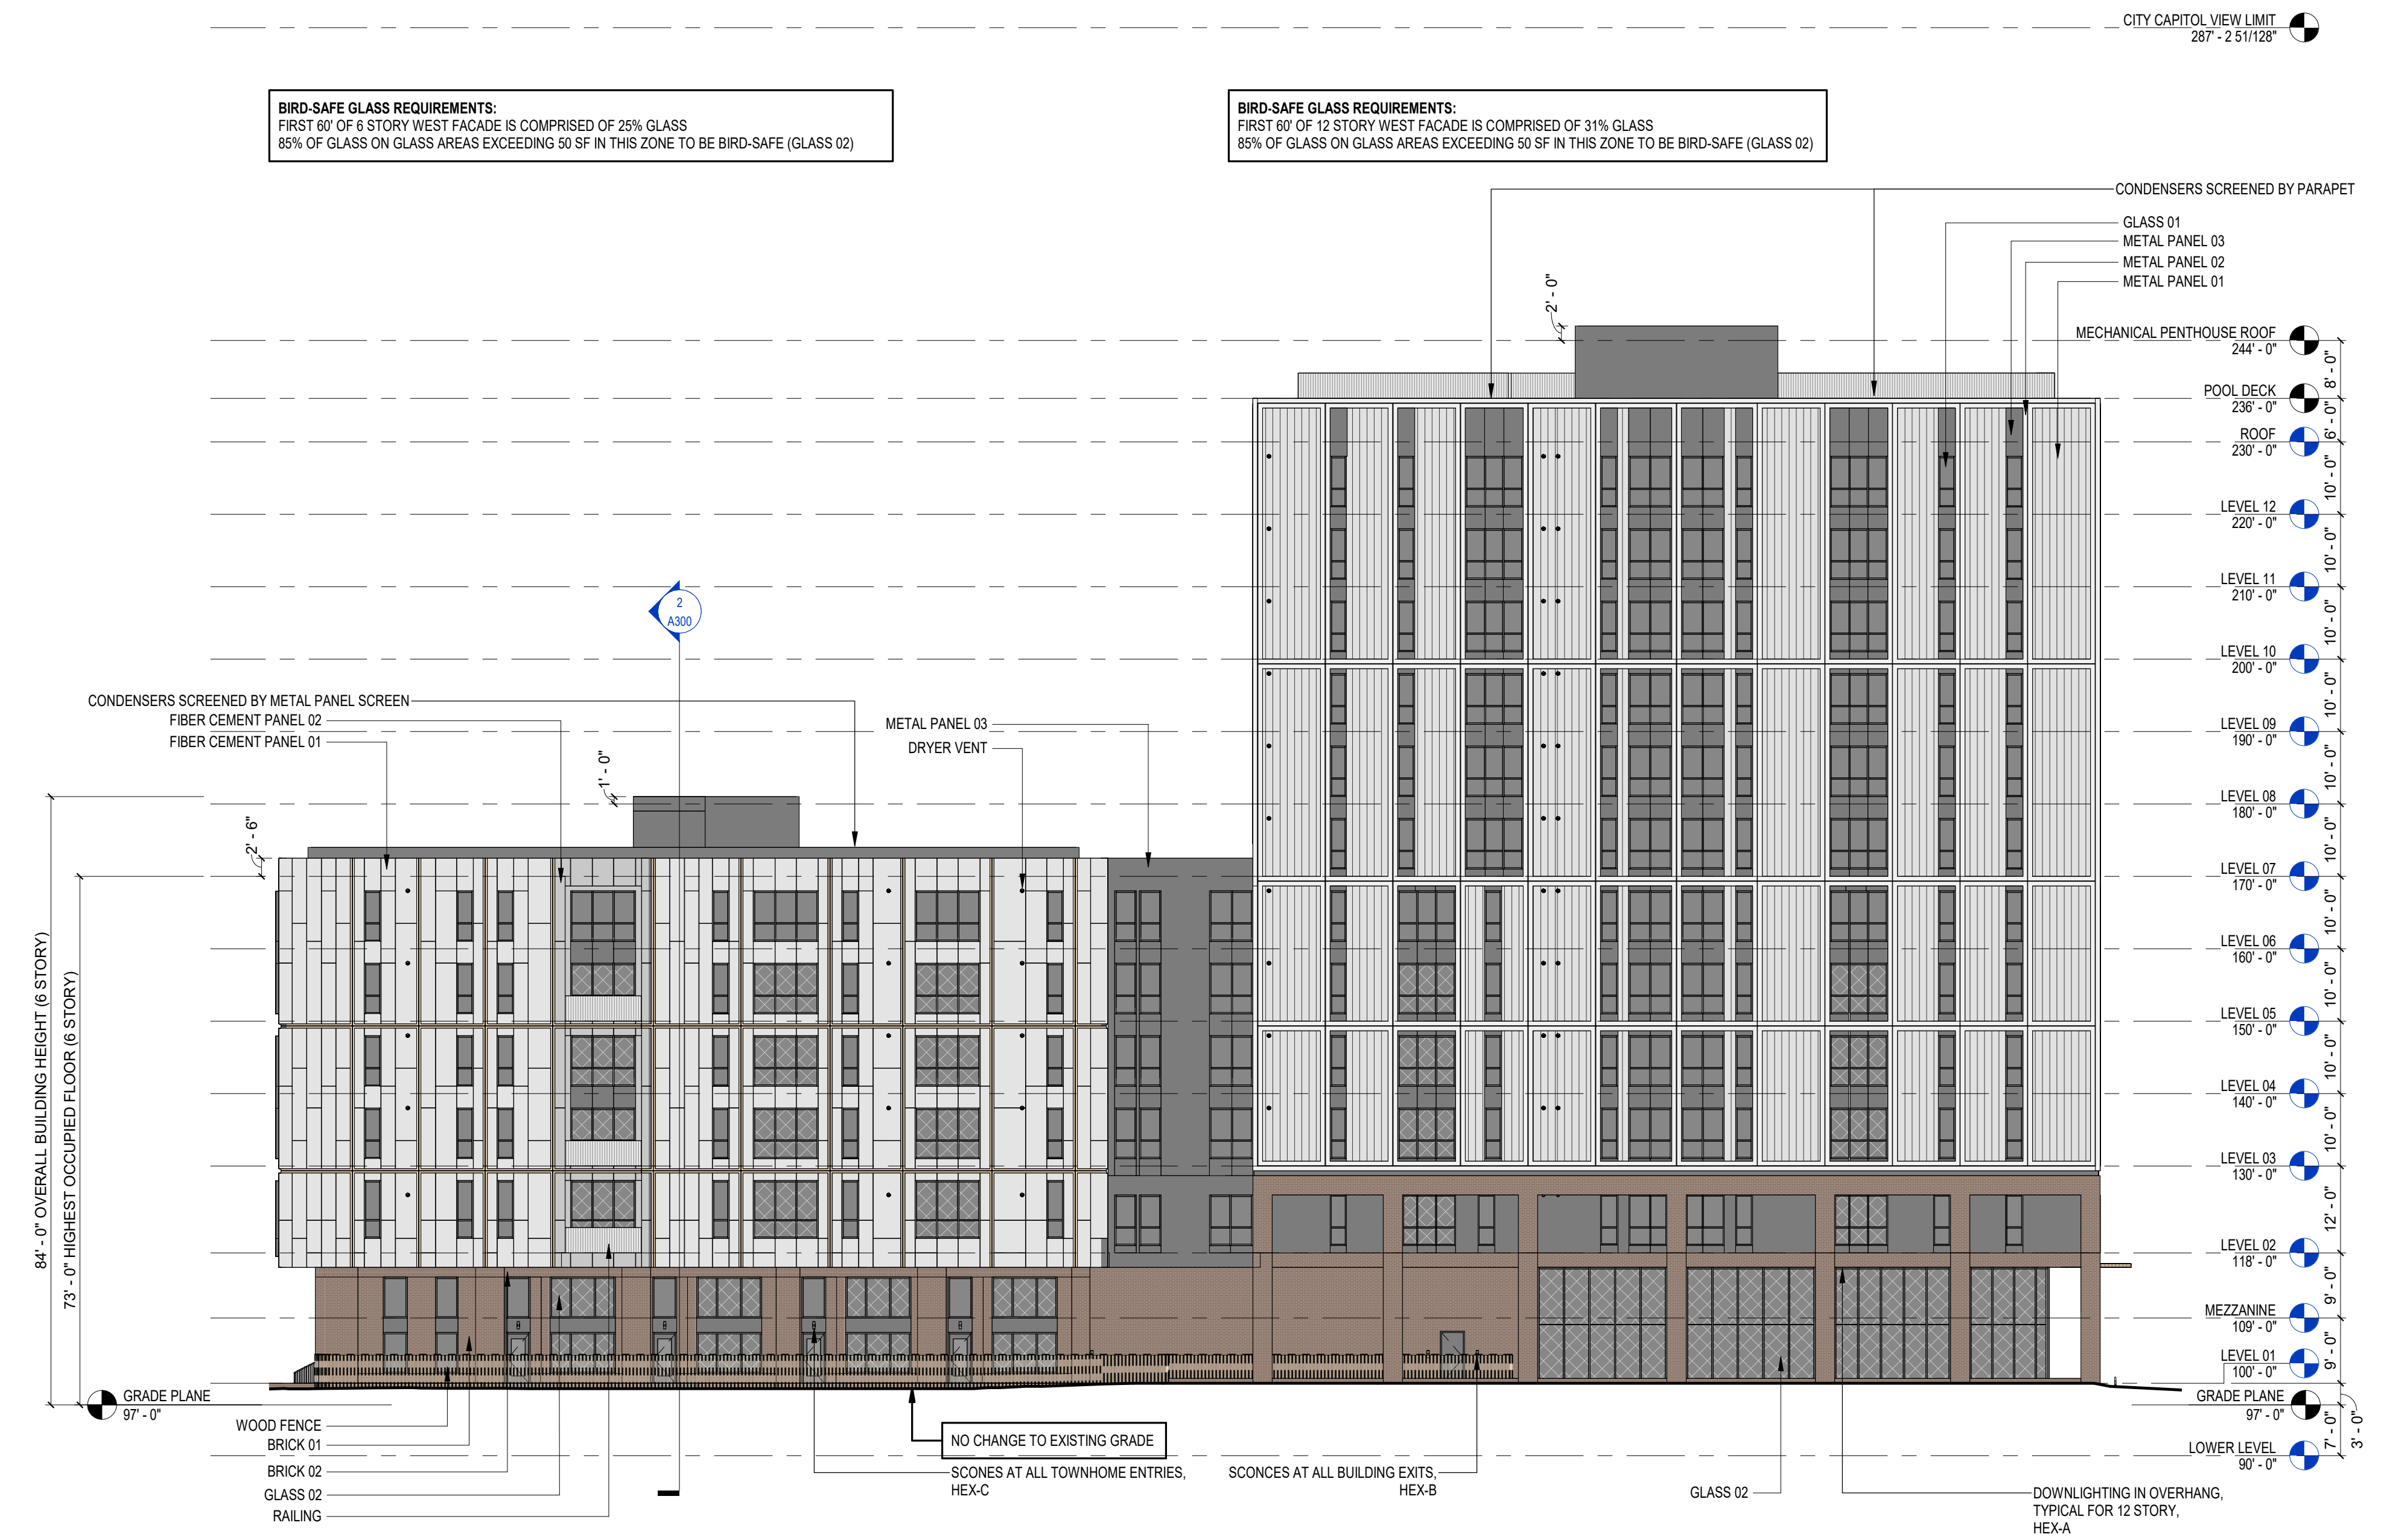 CITY CAPITOL VIEW LIMIT
287' - 2 51/128"
BIRD-SAFE GLASS REQUIREMENTS:
FIRST 60' OF 6 STORY WEST FACADE IS COMPRISED OF 25% GLASS
85% OF GLASS ON GLASS AREAS EXCEEDING 50 SF IN THIS ZONE TO BE BIRD-SAFE (GLASS 02)
BIRD-SAFE GLASS REQUIREMENTS:
FIRST 60' OF 12 STORY WEST FACADE IS COMPRISED OF 31% GLASS
85% OF GLASS ON GLASS AREAS EXCEEDING 50 SF IN THIS ZONE TO BE BIRD-SAFE (GLASS 02)
CONDENSERS SCREENED BY PARAPET
GLASS 01
METAL PANEL 03
METAL PANEL 02
METAL PANEL 01
2' - 0"
MECHANICAL PENTHOUSE ROOF
244' - 0"
8' - 0"
POOL DECK
236' - 0"
6' - 0"
ROOF
230' - 0"
10' - 0"
LEVEL 12
220' - 0"
10' - 0"
LEVEL 11
210' - 0"
10' - 0"
LEVEL 10
200' - 0"
10' - 0"
LEVEL 09
190' - 0"
10' - 0"
LEVEL 08
180' - 0"
10' - 0"
LEVEL 07
170' - 0"
10' - 0"
LEVEL 06
160' - 0"
10' - 0"
LEVEL 05
150' - 0"
10' - 0"
LEVEL 04
140' - 0"
10' - 0"
LEVEL 03
130' - 0"
12' - 0"
LEVEL 02
118' - 0"
9' - 0"
MEZZANINE
109' - 0"
9' - 0"
LEVEL 01
100' - 0"
GRADE PLANE
97' - 0"
3' - 0"
7' - 0"
LOWER LEVEL
90' - 0"
2
A300
CONDENSERS SCREENED BY METAL PANEL SCREEN
FIBER CEMENT PANEL 02
FIBER CEMENT PANEL 01
METAL PANEL 03
DRYER VENT
1' - 0"
2' - 6"
84' - 0" OVERALL BUILDING HEIGHT (6 STORY)
73' - 0" HIGHEST OCCUPIED FLOOR (6 STORY)
GRADE PLANE
97' - 0"
WOOD FENCE
BRICK 01
BRICK 02
GLASS 02
RAILING
NO CHANGE TO EXISTING GRADE
SCONES AT ALL TOWNHOME ENTRIES,
HEX-C
SCONCES AT ALL BUILDING EXITS,
HEX-B
GLASS 02
DOWNLIGHTING IN OVERHANG,
TYPICAL FOR 12 STORY,
HEX-A